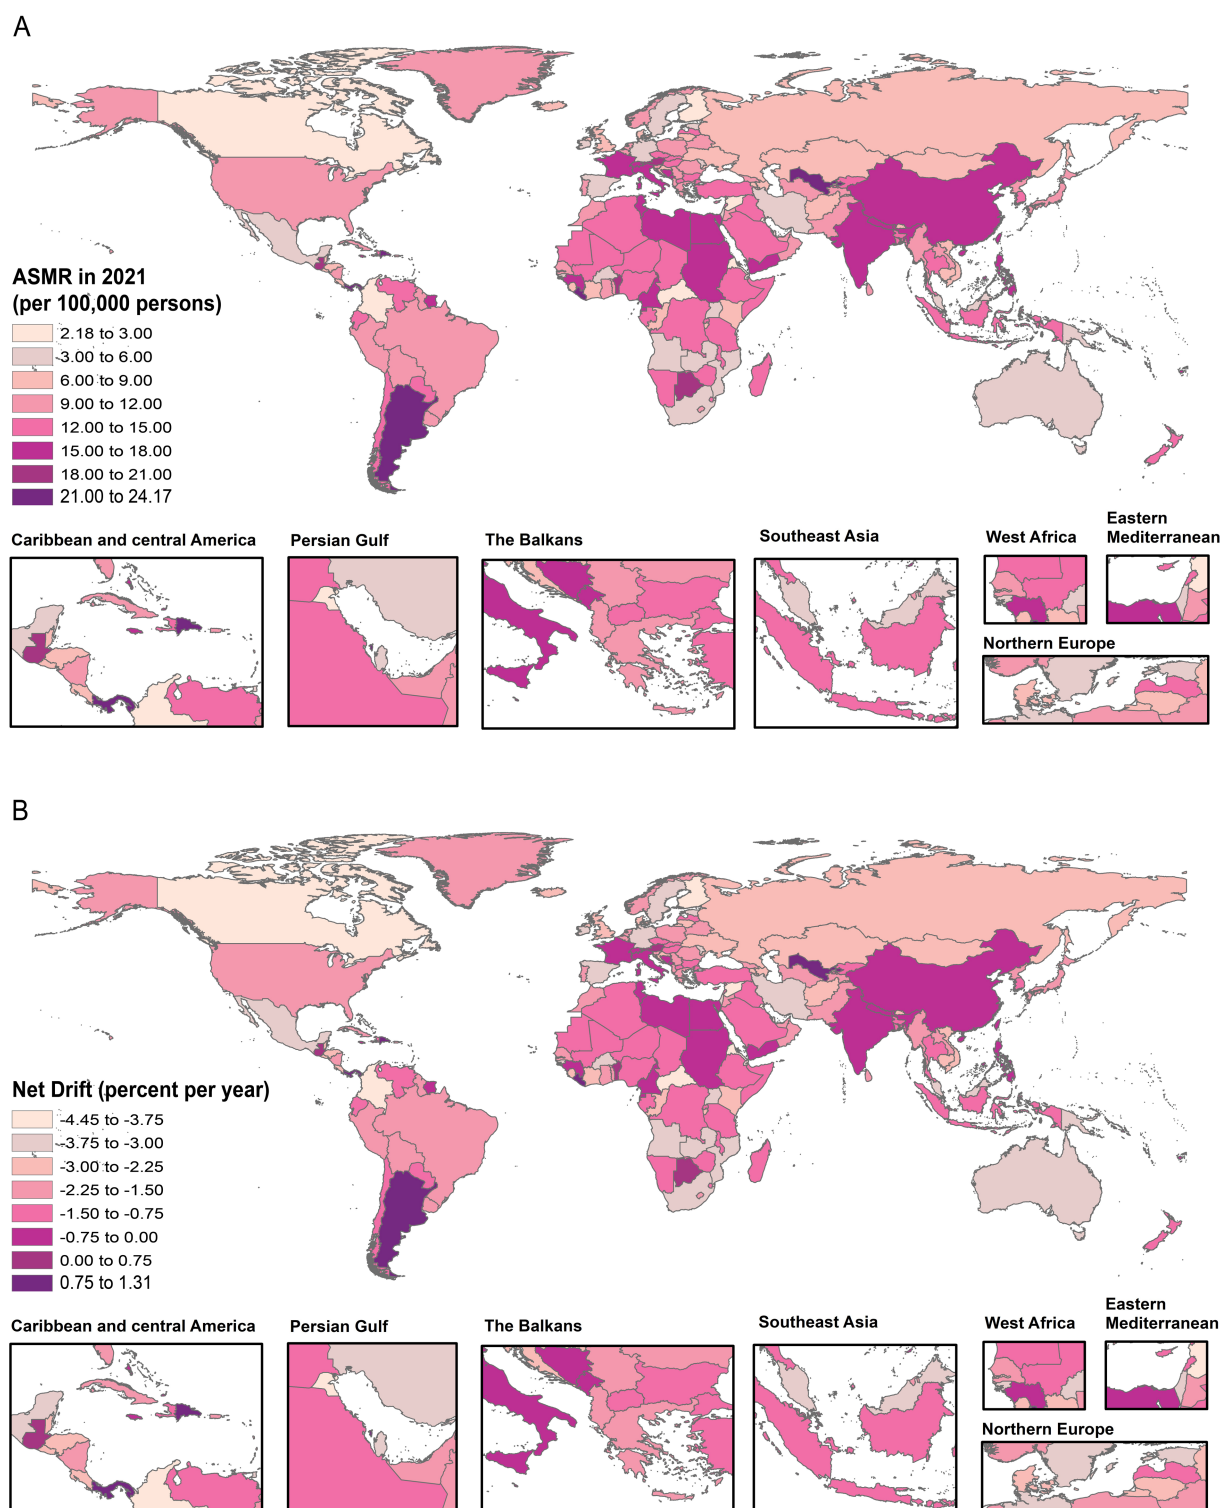 A
ASMR in 2021
(per 100,000 persons)
2.18 to 3.00
3.00 to 6.00
6.00 to 9.00
9.00 to 12.00
12.00 to 15.00
15.00 to 18.00
18.00 to 21.00
21.00 to 24.17
Caribbean and central America
Persian Gulf
The Balkans
Southeast Asia
West Africa
Eastern
Mediterranean
Northern Europe
B
Net Drift (percent per year)
-4.45 to -3.75
-3.75 to -3.00
-3.00 to -2.25
-2.25 to -1.50
-1.50 to -0.75
-0.75 to 0.00
0.00 to 0.75
0.75 to 1.31
Caribbean and central America
Persian Gulf
The Balkans
Southeast Asia
West Africa
Eastern
Mediterranean
Northern Europe